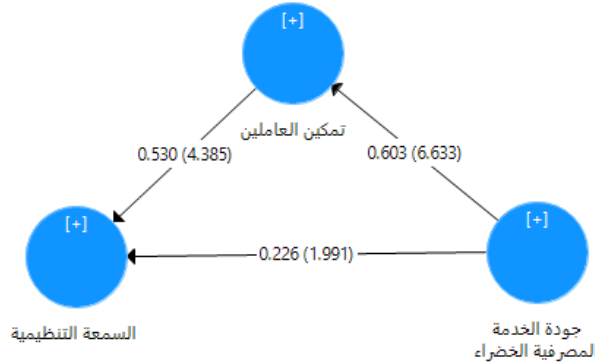 [+]
تمكين العاملين
0.530 (4.385)
0.603 (6.633)
[+]
[+]
0.226 (1.991)
السمعة التنظيمية
جودة الخدمة
لمصرفية الخضراء